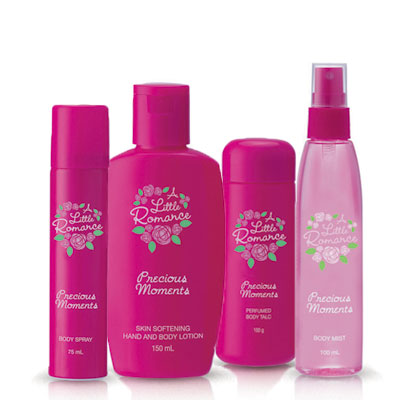 A
Little
Romance
Precious
Moments
BODY SPRAY
75 mL
A
Little
Romance
Precious
Moments
SKIN SOFTENING
HAND AND BODY LOTION
150 mL
A
Little
Romance
Precious
Moments
PERFUMED
BODY TALC
100 g
A
Little
Romance
Precious
Moments
BODY MIST
100 mL